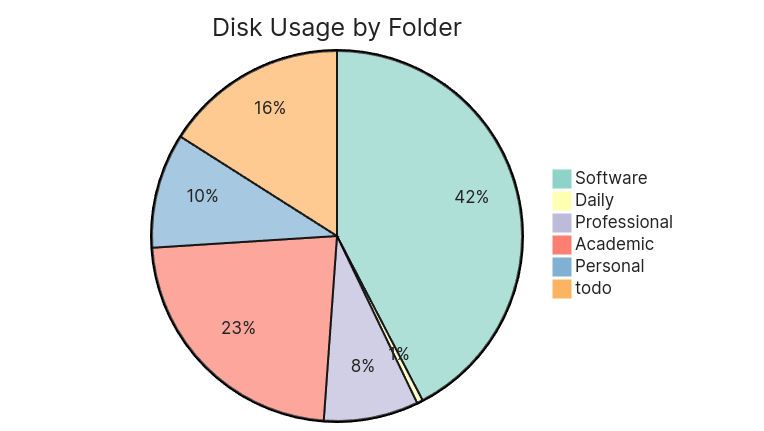 Disk Usage by Folder
16%
42%
10%
23%
8%
1%
Software
Daily
Professional
Academic
Personal
todo